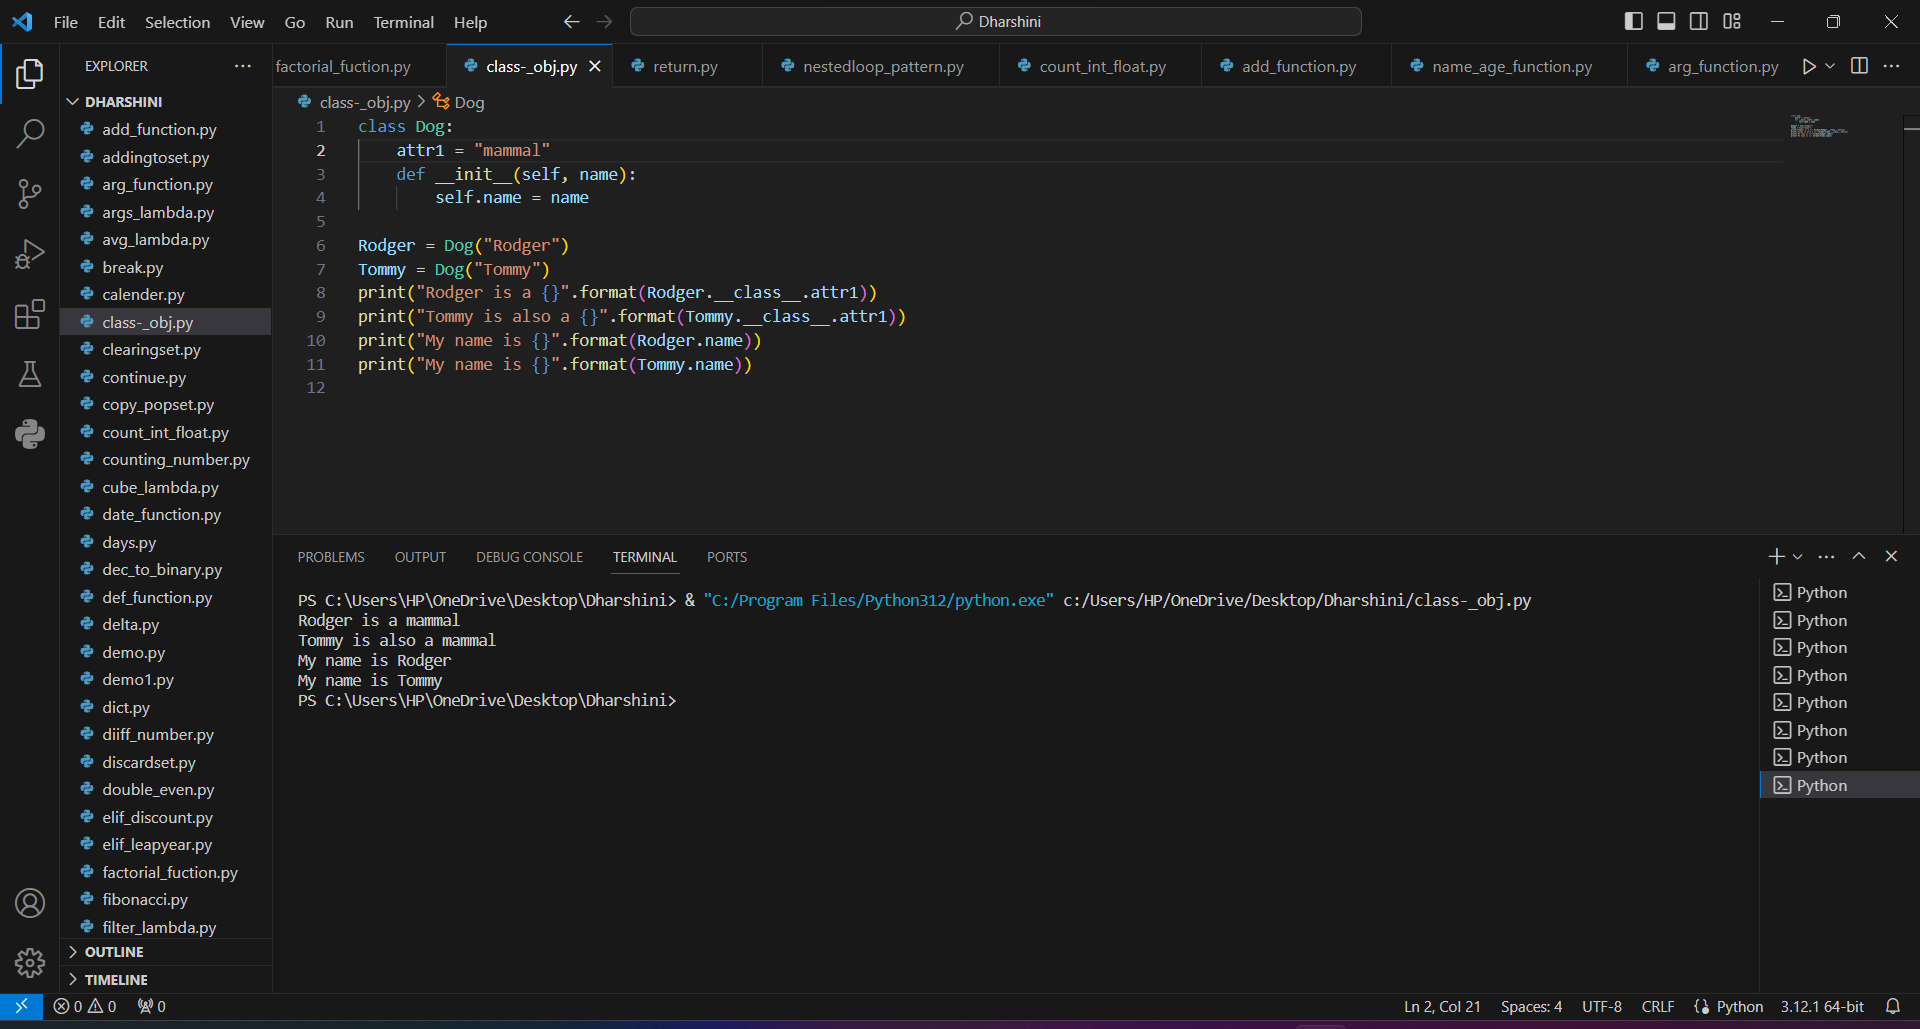 File Edit Selection View Go Run Terminal Help
Dharshini
EXPLORER
factorial_fuction.py class-_obj.py return.py nestedloop_pattern.py count_int_float.py add_function.py name_age_function.py arg_function.py
DHARSHINI
add_function.py
addingtoset.py
arg_function.py
args_lambda.py
avg_lambda.py
break.py
calender.py
class-_obj.py
clearingset.py
continue.py
copy_popset.py
count_int_float.py
counting_number.py
cube_lambda.py
date_function.py
days.py
dec_to_binary.py
def_function.py
delta.py
demo.py
demo1.py
dict.py
diiff_number.py
discardset.py
double_even.py
elif_discount.py
elif_leapyear.py
factorial_fuction.py
fibonacci.py
filter_lambda.py
OUTLINE
TIMELINE
class-_obj.py > Dog
1 class Dog:
2 attr1 = "mammal"
3 def __init__(self, name):
4 self.name = name
5
6 Rodger = Dog("Rodger")
7 Tommy = Dog("Tommy")
8 print("Rodger is a {}".format(Rodger.__class__.attr1))
9 print("Tommy is also a {}".format(Tommy.__class__.attr1))
10 print("My name is {}".format(Rodger.name))
11 print("My name is {}".format(Tommy.name))
12
PROBLEMS OUTPUT DEBUG CONSOLE TERMINAL PORTS
PS C:\Users\HP\OneDrive\Desktop\Dharshini> & "C:/Program Files/Python312/python.exe" c:/Users/HP/OneDrive/Desktop/Dharshini/class-_obj.py
Rodger is a mammal
Tommy is also a mammal
My name is Rodger
My name is Tommy
PS C:\Users\HP\OneDrive\Desktop\Dharshini>
Python
Python
Python
Python
Python
Python
Python
Python
0 0 0
Ln 2, Col 21 Spaces: 4 UTF-8 CRLF Python 3.12.1 64-bit